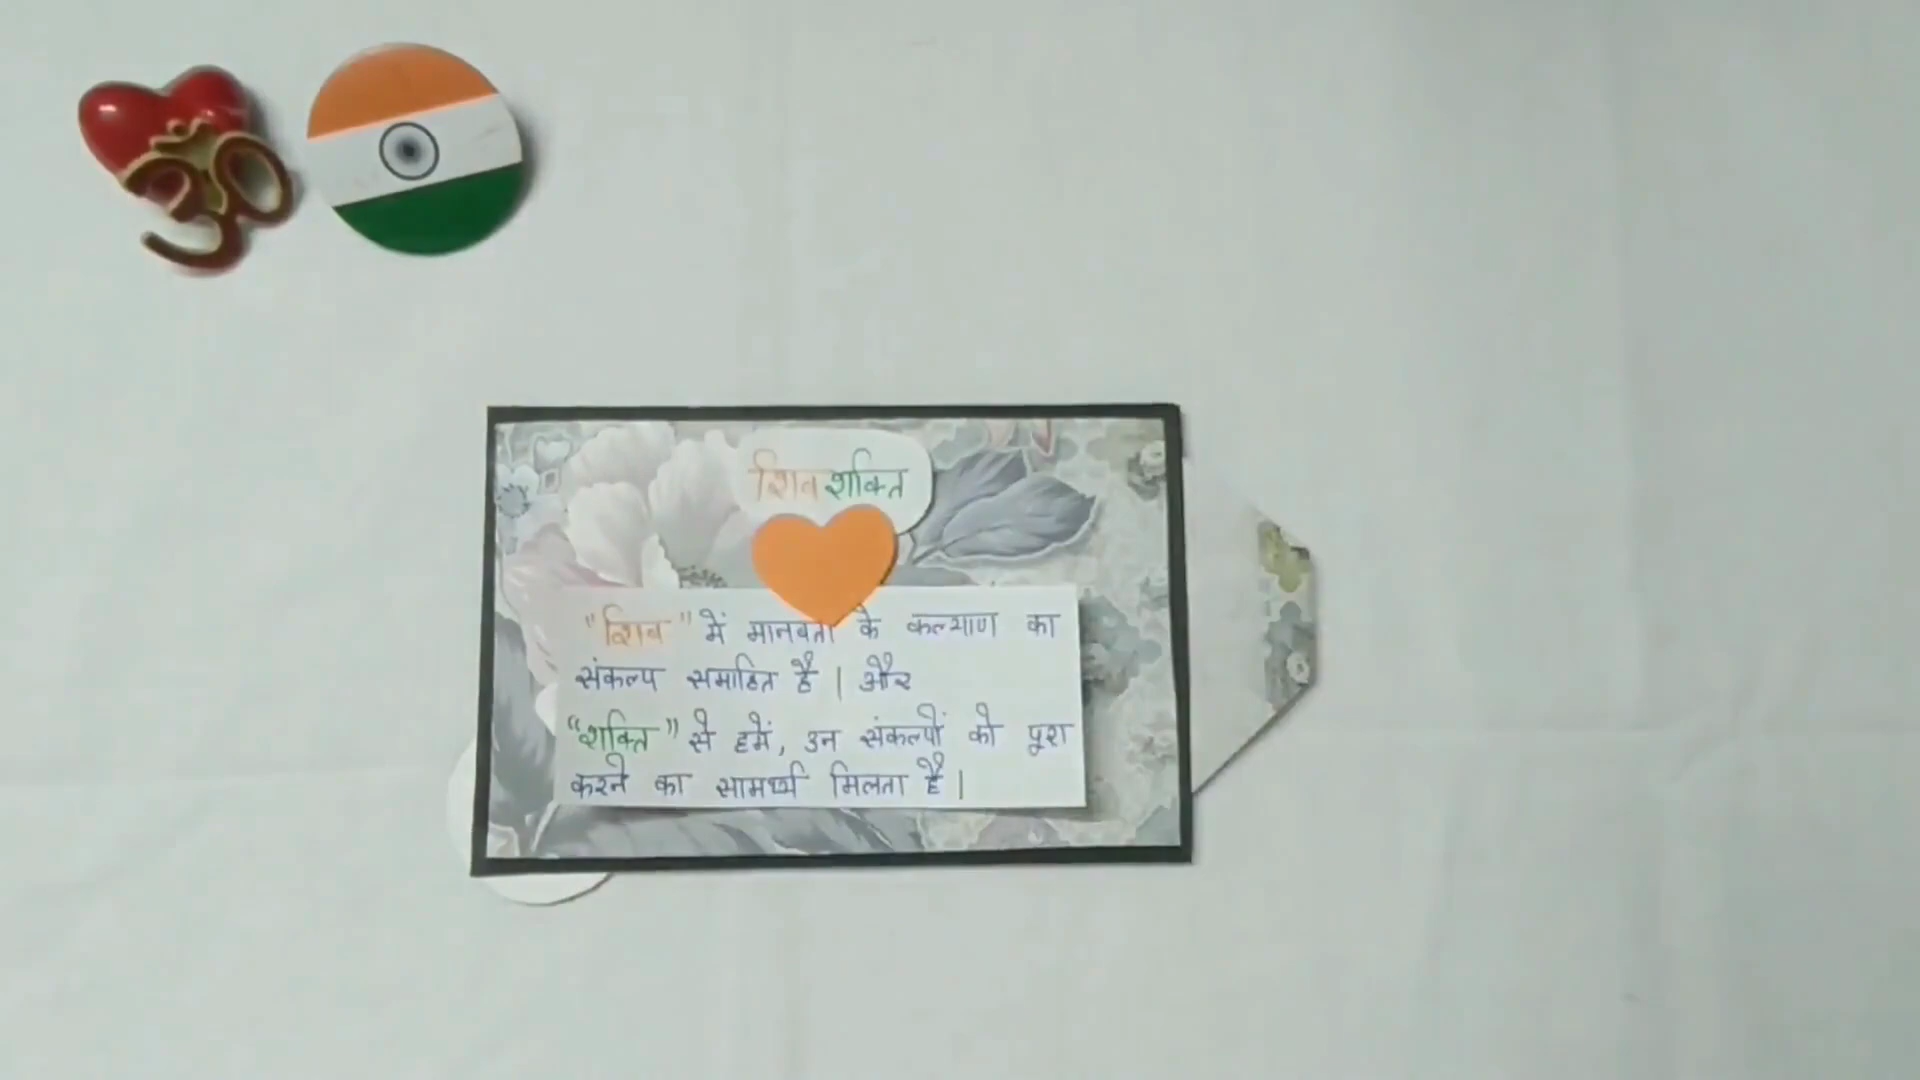 ॐ
शिवशक्ति
"शिव" में मानवता के कल्याण का
संकल्प समाहित है | और
"शक्ति" से हमें, उन संकल्पों को पूरा
करने का सामर्थ्य मिलता है |